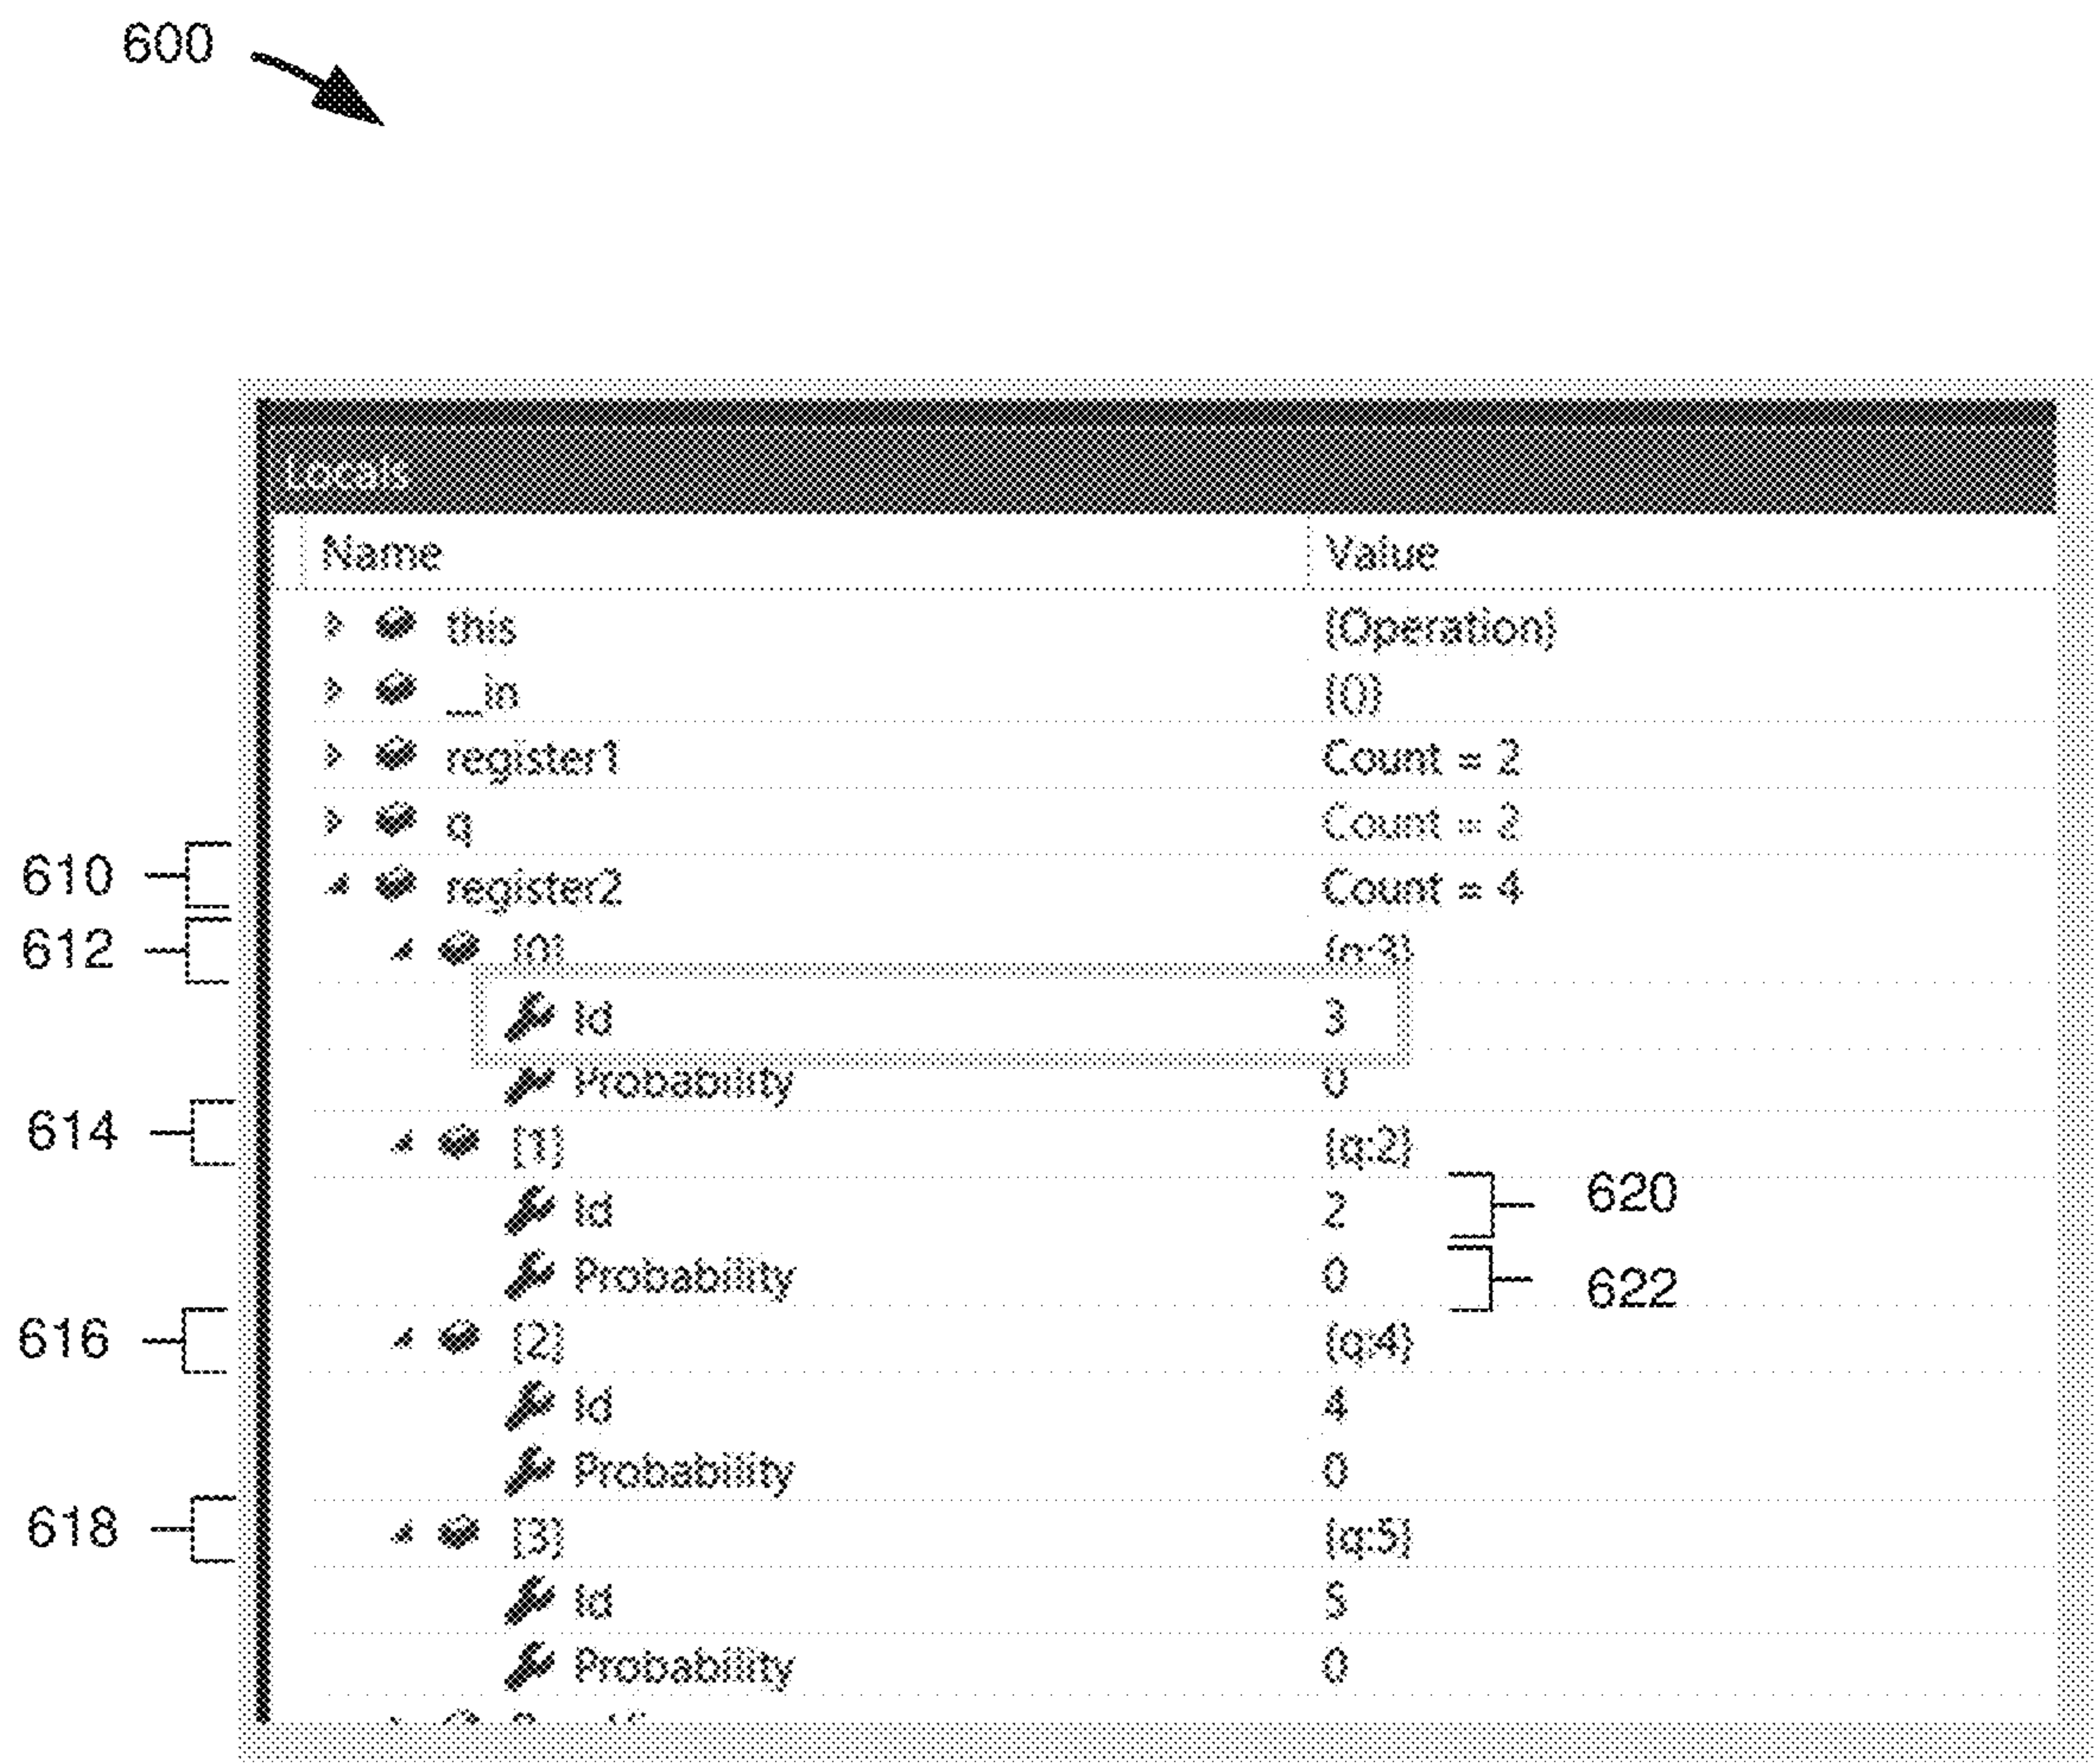 600
Locals
Name Value
this {Operation}
__in {()}
register1 Count = 2
q Count = 2
610 register2 Count = 4
612 [0] {q:3}
Id 3
Probability 0
614 [1] {q:2}
Id 2 620
Probability 0 622
616 [2] {q:4}
Id 4
Probability 0
618 [3] {q:5}
Id 5
Probability 0